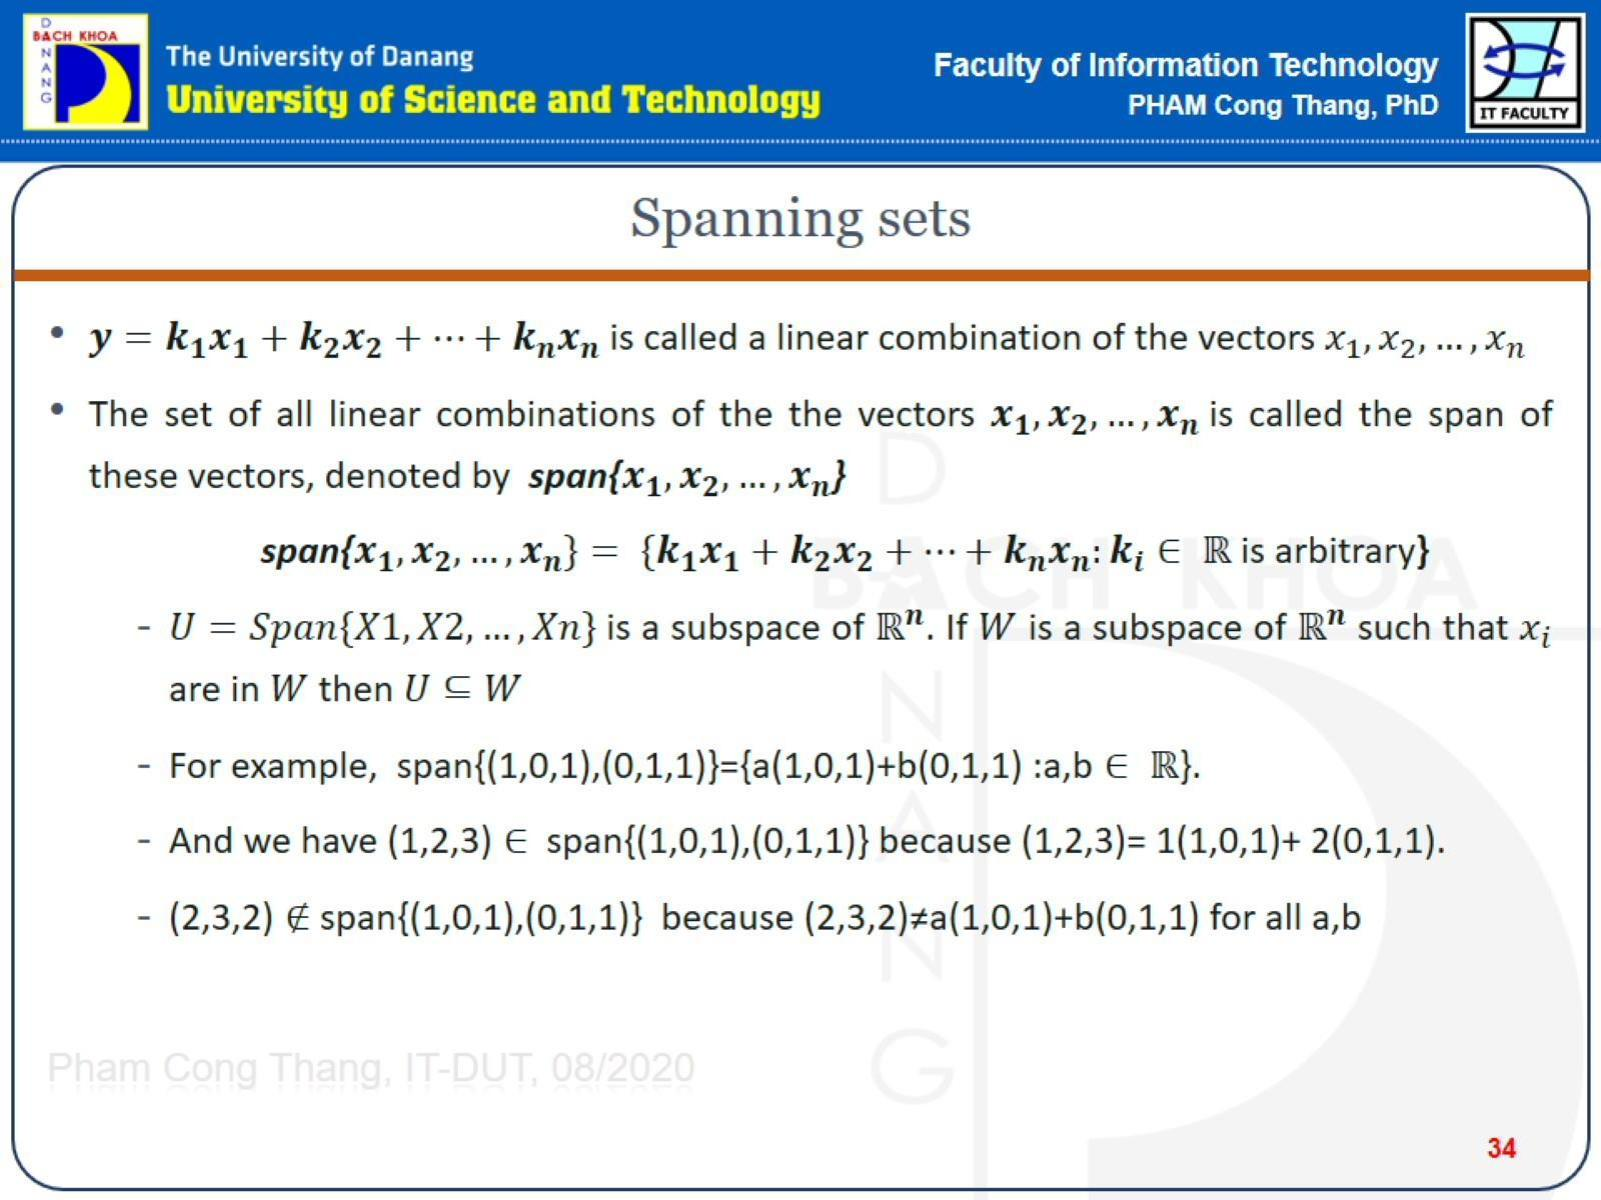 D
BACH KHOA
N
A
N
G
The University of Danang
University of Science and Technology
Faculty of Information Technology
PHAM Cong Thang, PhD
IT FACULTY
Spanning sets
• y = k₁x₁ + k₂x₂ + ⋯ + kₙxₙ is called a linear combination of the vectors x₁, x₂, … , xₙ
• The set of all linear combinations of the the vectors x₁, x₂, … , xₙ is called the span of
these vectors, denoted by span{x₁, x₂, … , xₙ}
span{x₁, x₂, … , xₙ} = {k₁x₁ + k₂x₂ + ⋯ + kₙxₙ: kᵢ ∈ ℝ is arbitrary}
- U = Span{X1, X2, … , Xn} is a subspace of ℝⁿ. If W is a subspace of ℝⁿ such that xᵢ
are in W then U ⊆ W
- For example, span{(1,0,1),(0,1,1)}={a(1,0,1)+b(0,1,1) :a,b ∈ ℝ}.
- And we have (1,2,3) ∈ span{(1,0,1),(0,1,1)} because (1,2,3)= 1(1,0,1)+ 2(0,1,1).
- (2,3,2) ∉ span{(1,0,1),(0,1,1)} because (2,3,2)≠a(1,0,1)+b(0,1,1) for all a,b
D
BACH KHOA
N
A
N
G
Pham Cong Thang, IT-DUT, 08/2020
34